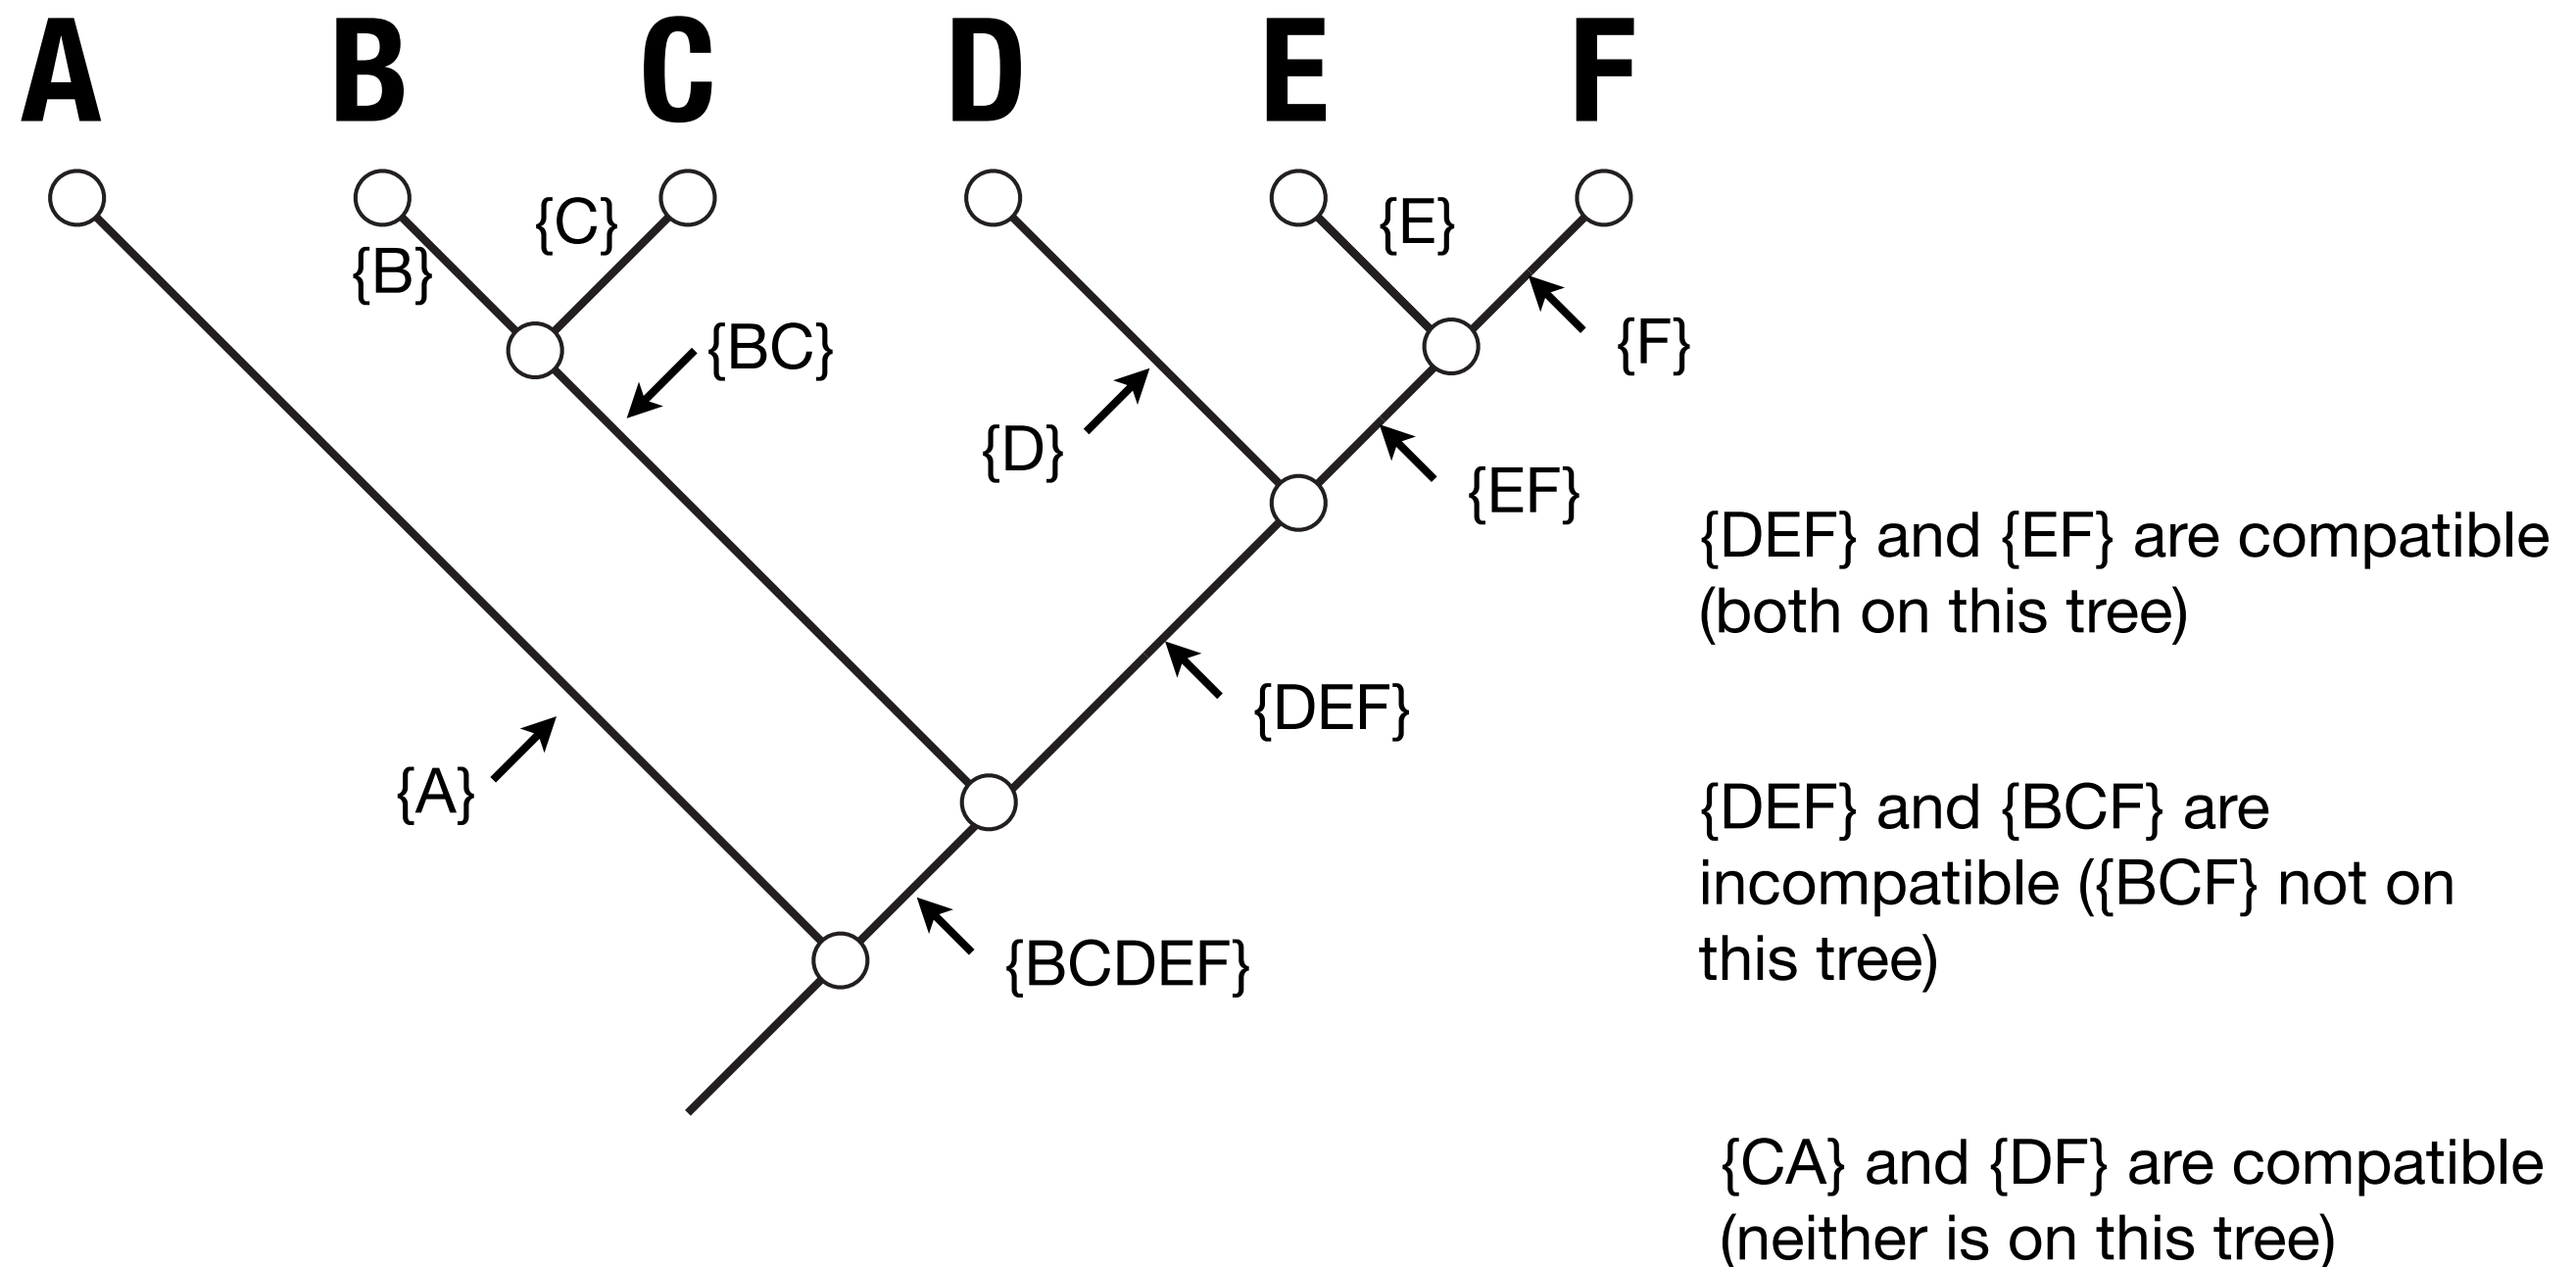 A B C D E F
{C} {E}
{B}
{BC} {F}
{D}
{EF}
{DEF}
{A}
{BCDEF}
{DEF} and {EF} are compatible
(both on this tree)
{DEF} and {BCF} are
incompatible ({BCF} not on
this tree)
{CA} and {DF} are compatible
(neither is on this tree)